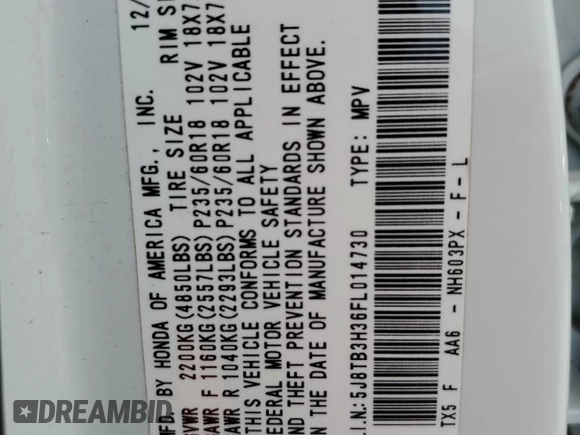 MFD. BY HONDA OF AMERICA MFG., INC. 12/
GVWR 2200KG(4850LBS) TIRE SIZE RIM SI
GAWR F 1160KG(2557LBS) P235/60R18 102V 18X7
GAWR R 1040KG(2293LBS) P235/60R18 102V 18X7
THIS VEHICLE CONFORMS TO ALL APPLICABLE
FEDERAL MOTOR VEHICLE SAFETY
AND THEFT PREVENTION STANDARDS IN EFFECT
ON THE DATE OF MANUFACTURE SHOWN ABOVE.
.I.N.: 5J8TB3H36FL014730 TYPE: MPV
TX5 F AA6 - NH603PX - F - L
DREAMBID